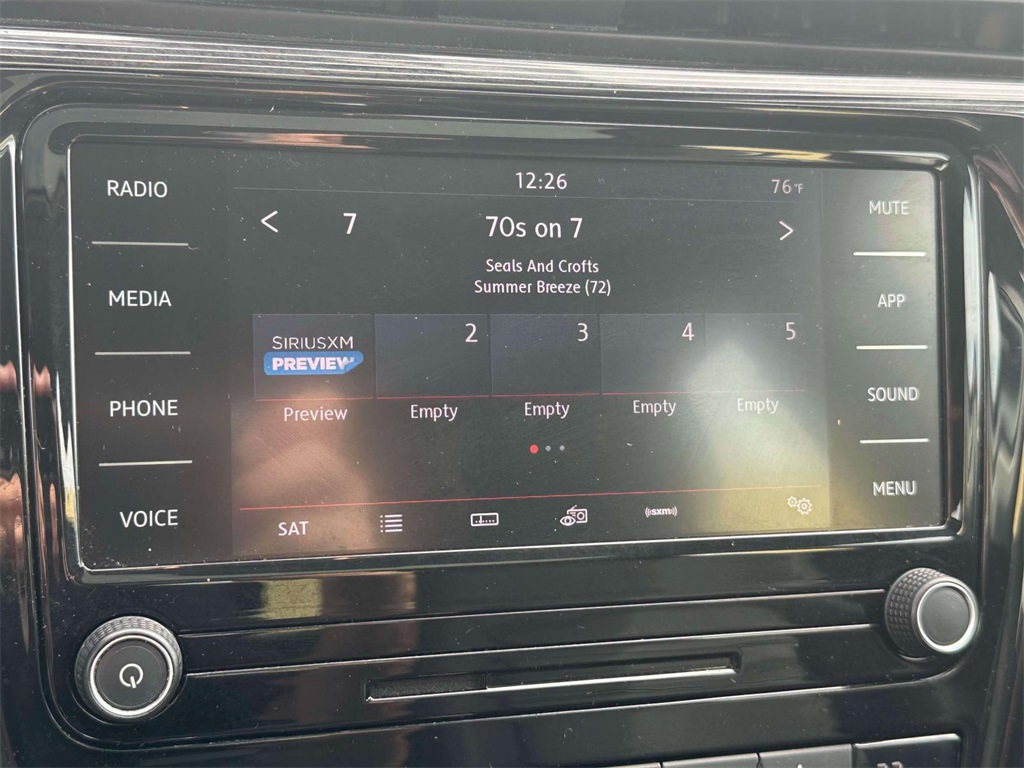 12:26
76°F
RADIO
MEDIA
PHONE
VOICE
< 7 70s on 7 >
Seals And Crofts
Summer Breeze (72)
SIRIUSXM
PREVIEW
2
3
4
5
Preview
Empty
Empty
Empty
Empty
SAT
((sxm))
MUTE
APP
SOUND
MENU